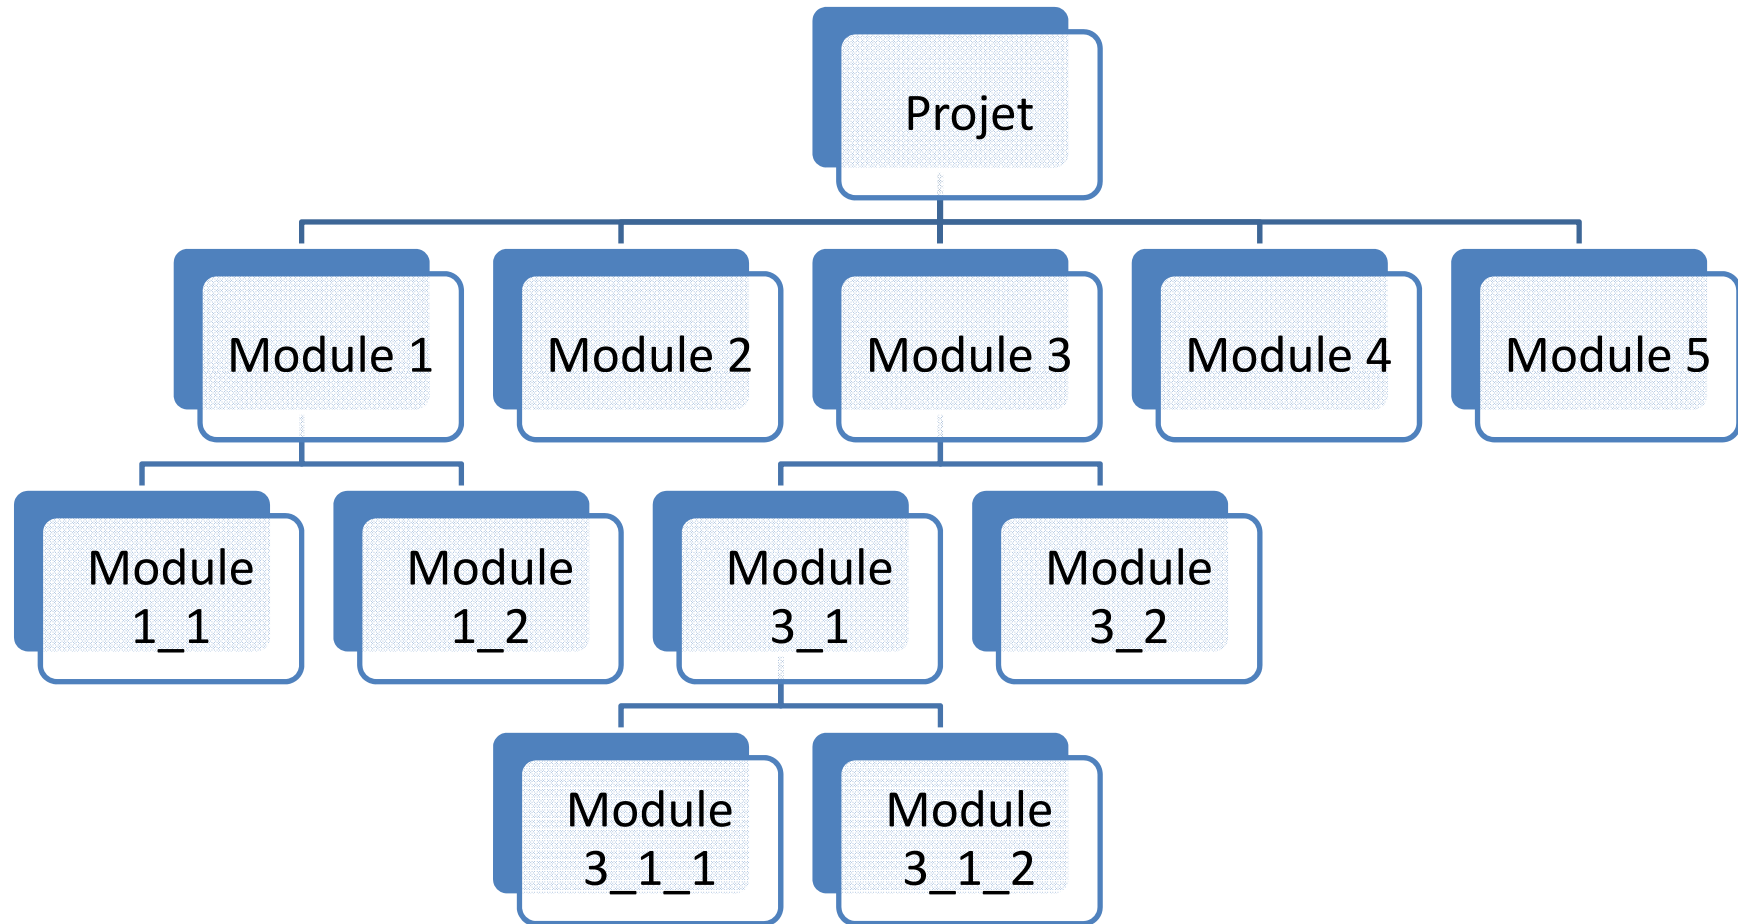 Projet
Module 1
Module 2
Module 3
Module 4
Module 5
Module
1_1
Module
1_2
Module
3_1
Module
3_2
Module
3_1_1
Module
3_1_2